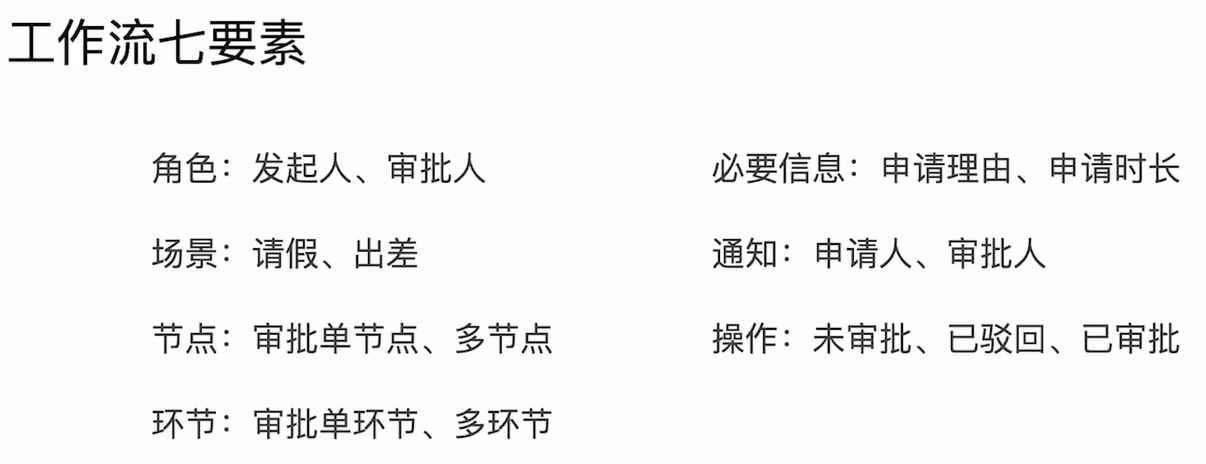 工作流七要素
角色：发起人、审批人
场景：请假、出差
节点：审批单节点、多节点
环节：审批单环节、多环节
必要信息：申请理由、申请时长
通知：申请人、审批人
操作：未审批、已驳回、已审批